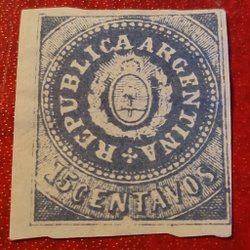 REPUBLICA ARGENTINA
15 CENTAVOS